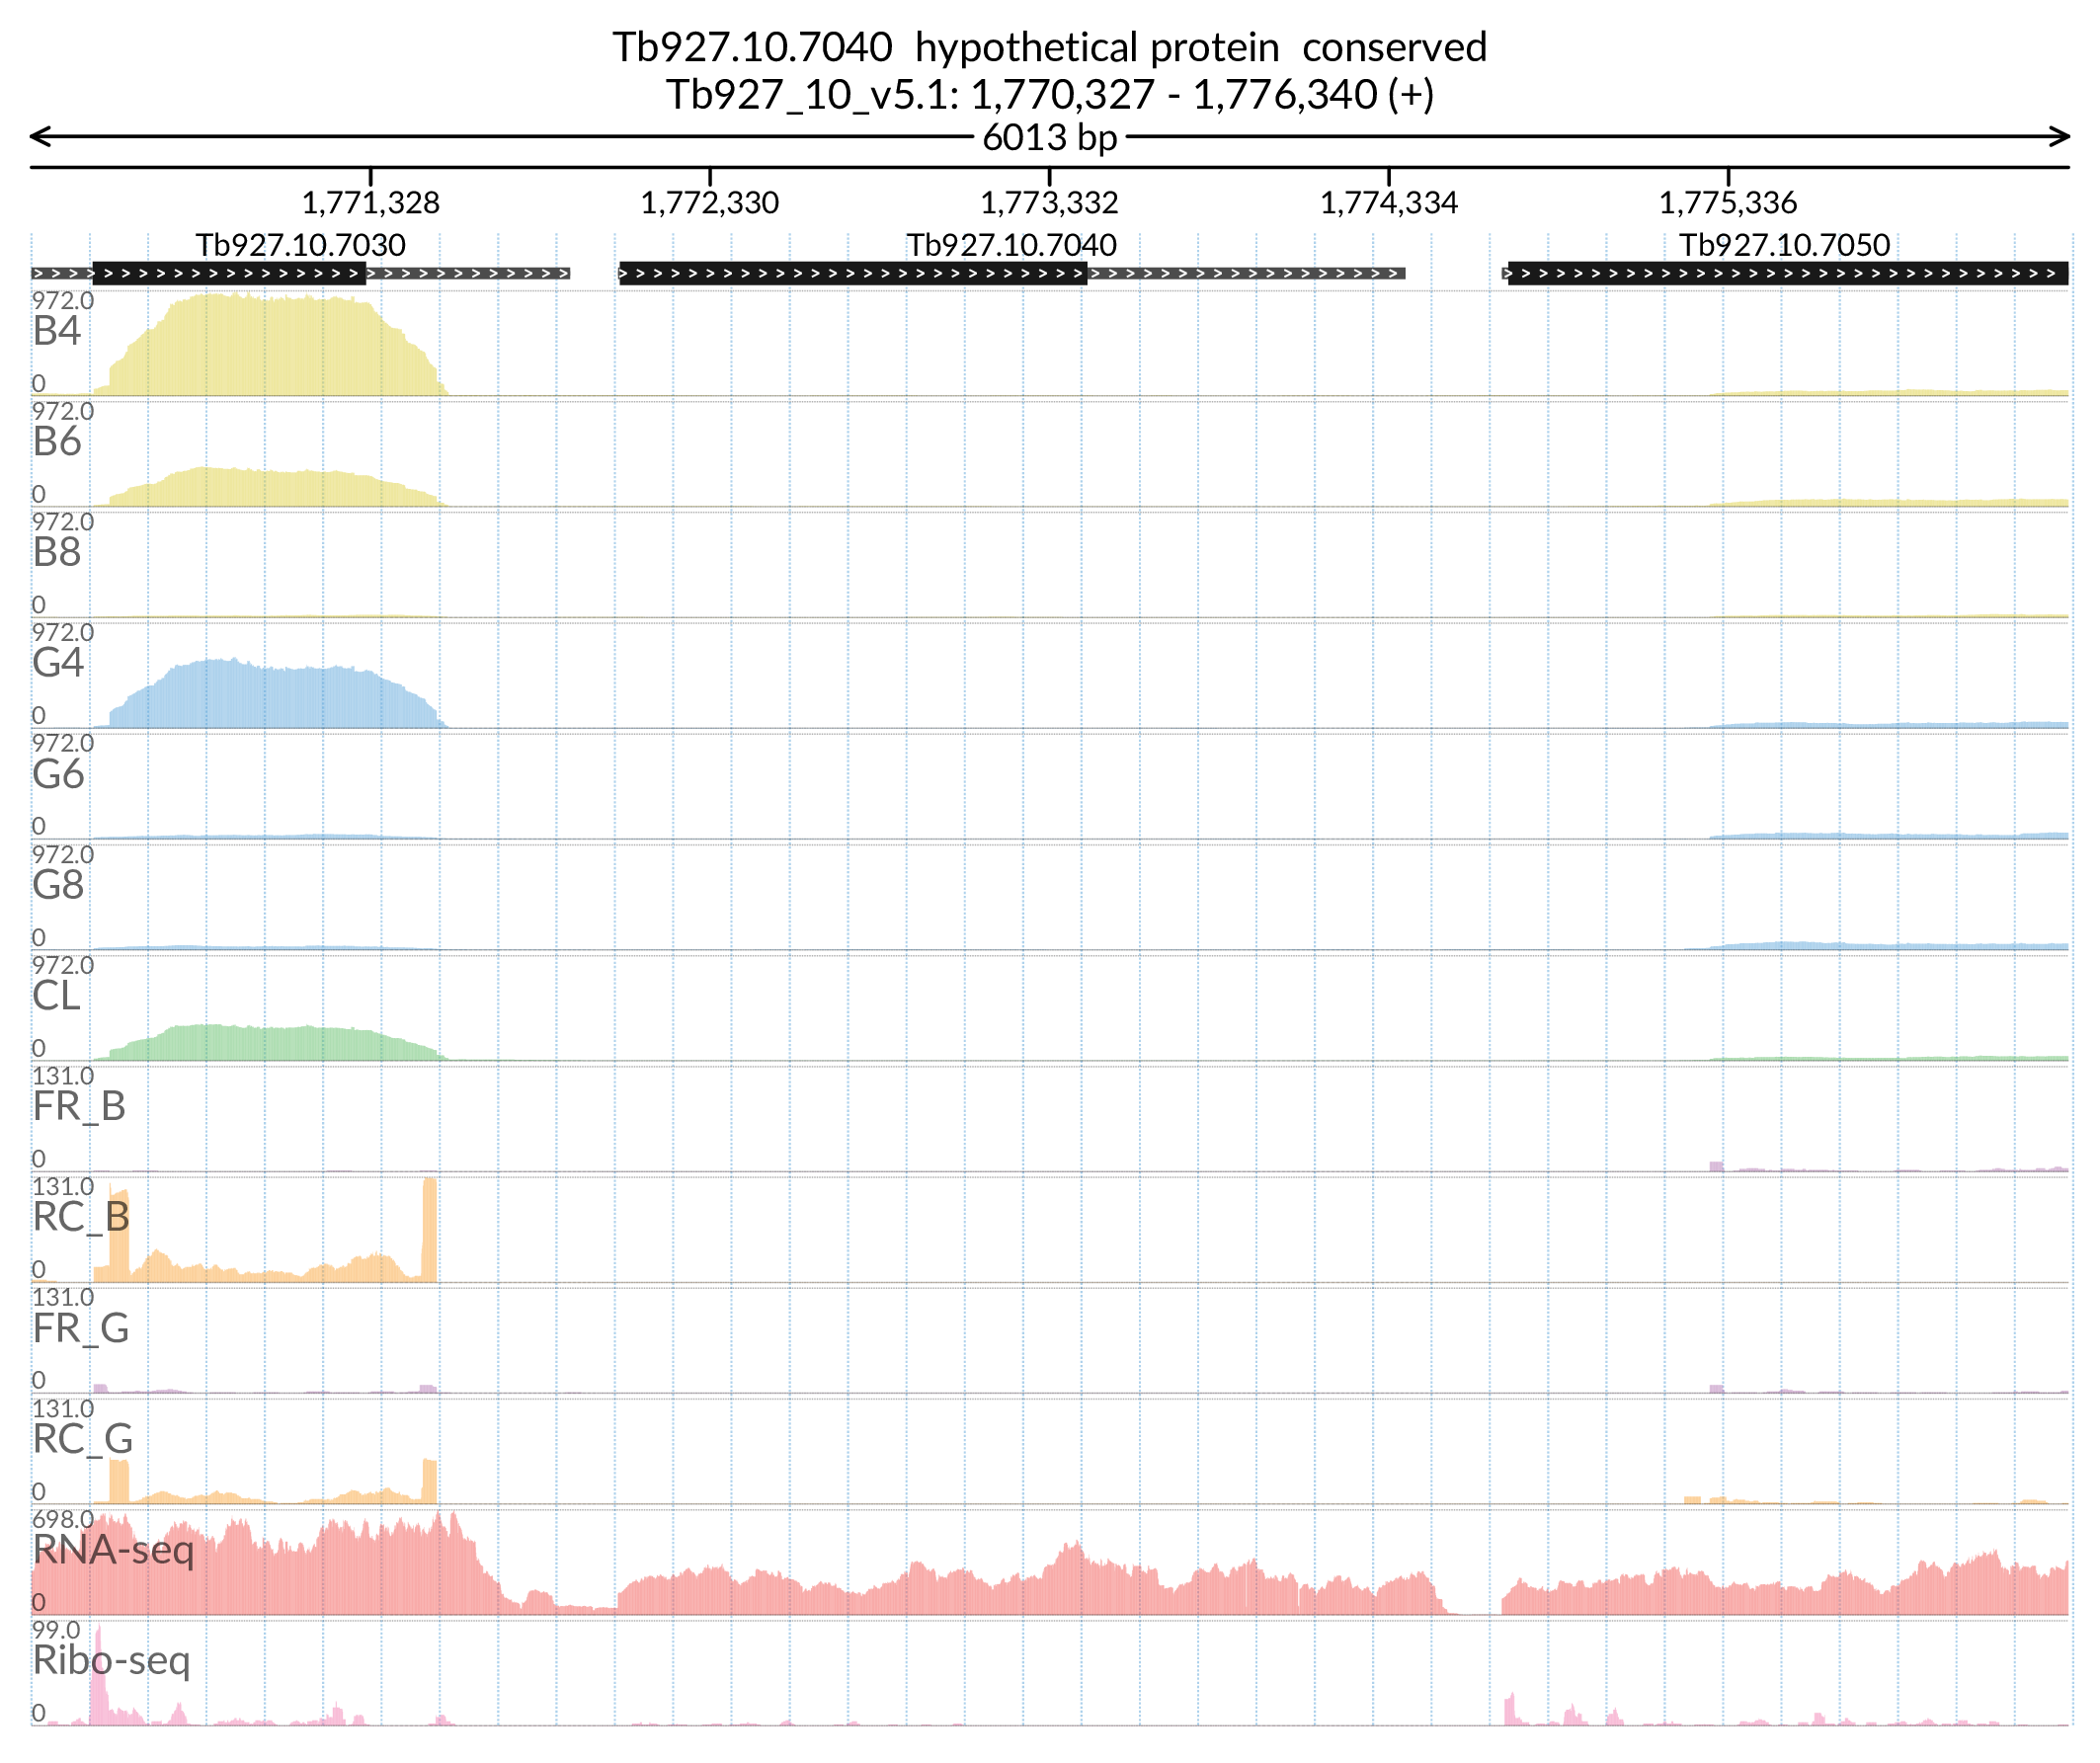 Tb927.10.7040  hypothetical protein  conserved
Tb927_10_v5.1: 1,770,327 - 1,776,340 (+)
6013 bp
1,771,328 1,772,330 1,773,332 1,774,334 1,775,336
Tb927.10.7030 Tb927.10.7040 Tb927.10.7050
972.0
B4
0
972.0
B6
0
972.0
B8
0
972.0
G4
0
972.0
G6
0
972.0
G8
0
972.0
CL
0
131.0
FR_B
0
131.0
RC_B
0
131.0
FR_G
0
131.0
RC_G
0
698.0
RNA-seq
0
99.0
Ribo-seq
0